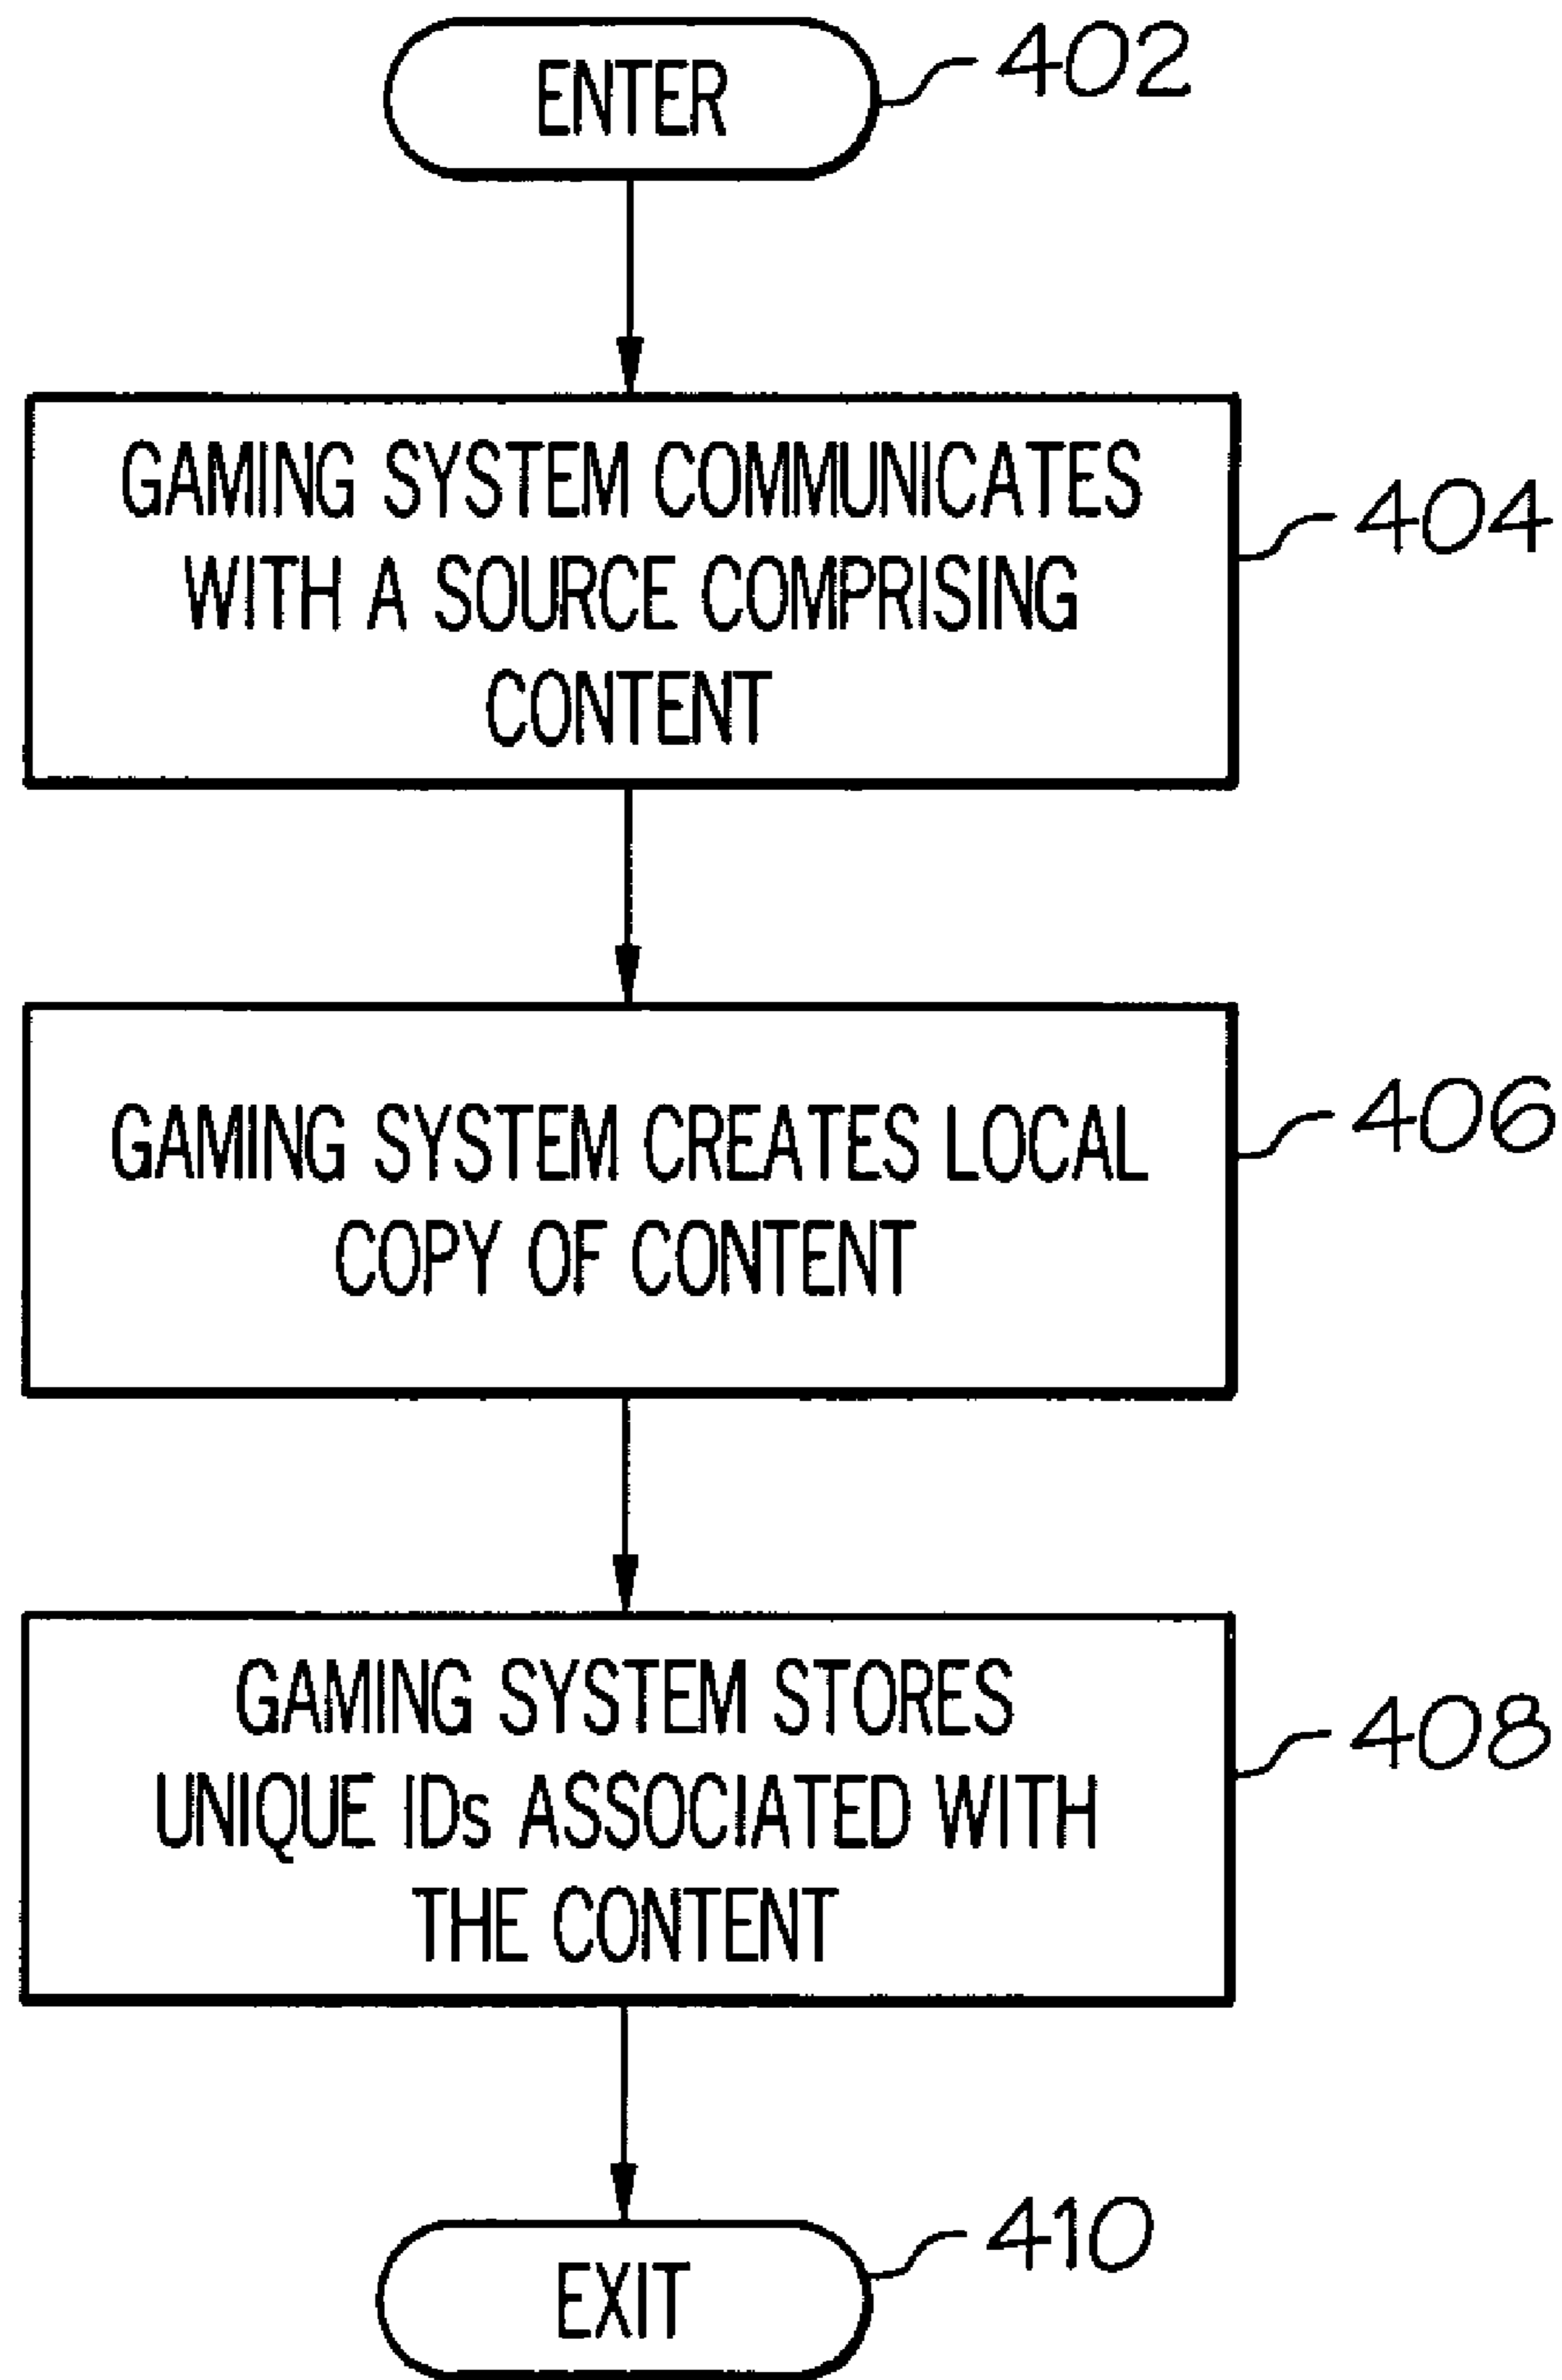 ENTER
402
GAMING SYSTEM COMMUNICATES
WITH A SOURCE COMPRISING
CONTENT
404
GAMING SYSTEM CREATES LOCAL
COPY OF CONTENT
406
GAMING SYSTEM STORES
UNIQUE IDs ASSOCIATED WITH
THE CONTENT
408
EXIT
410